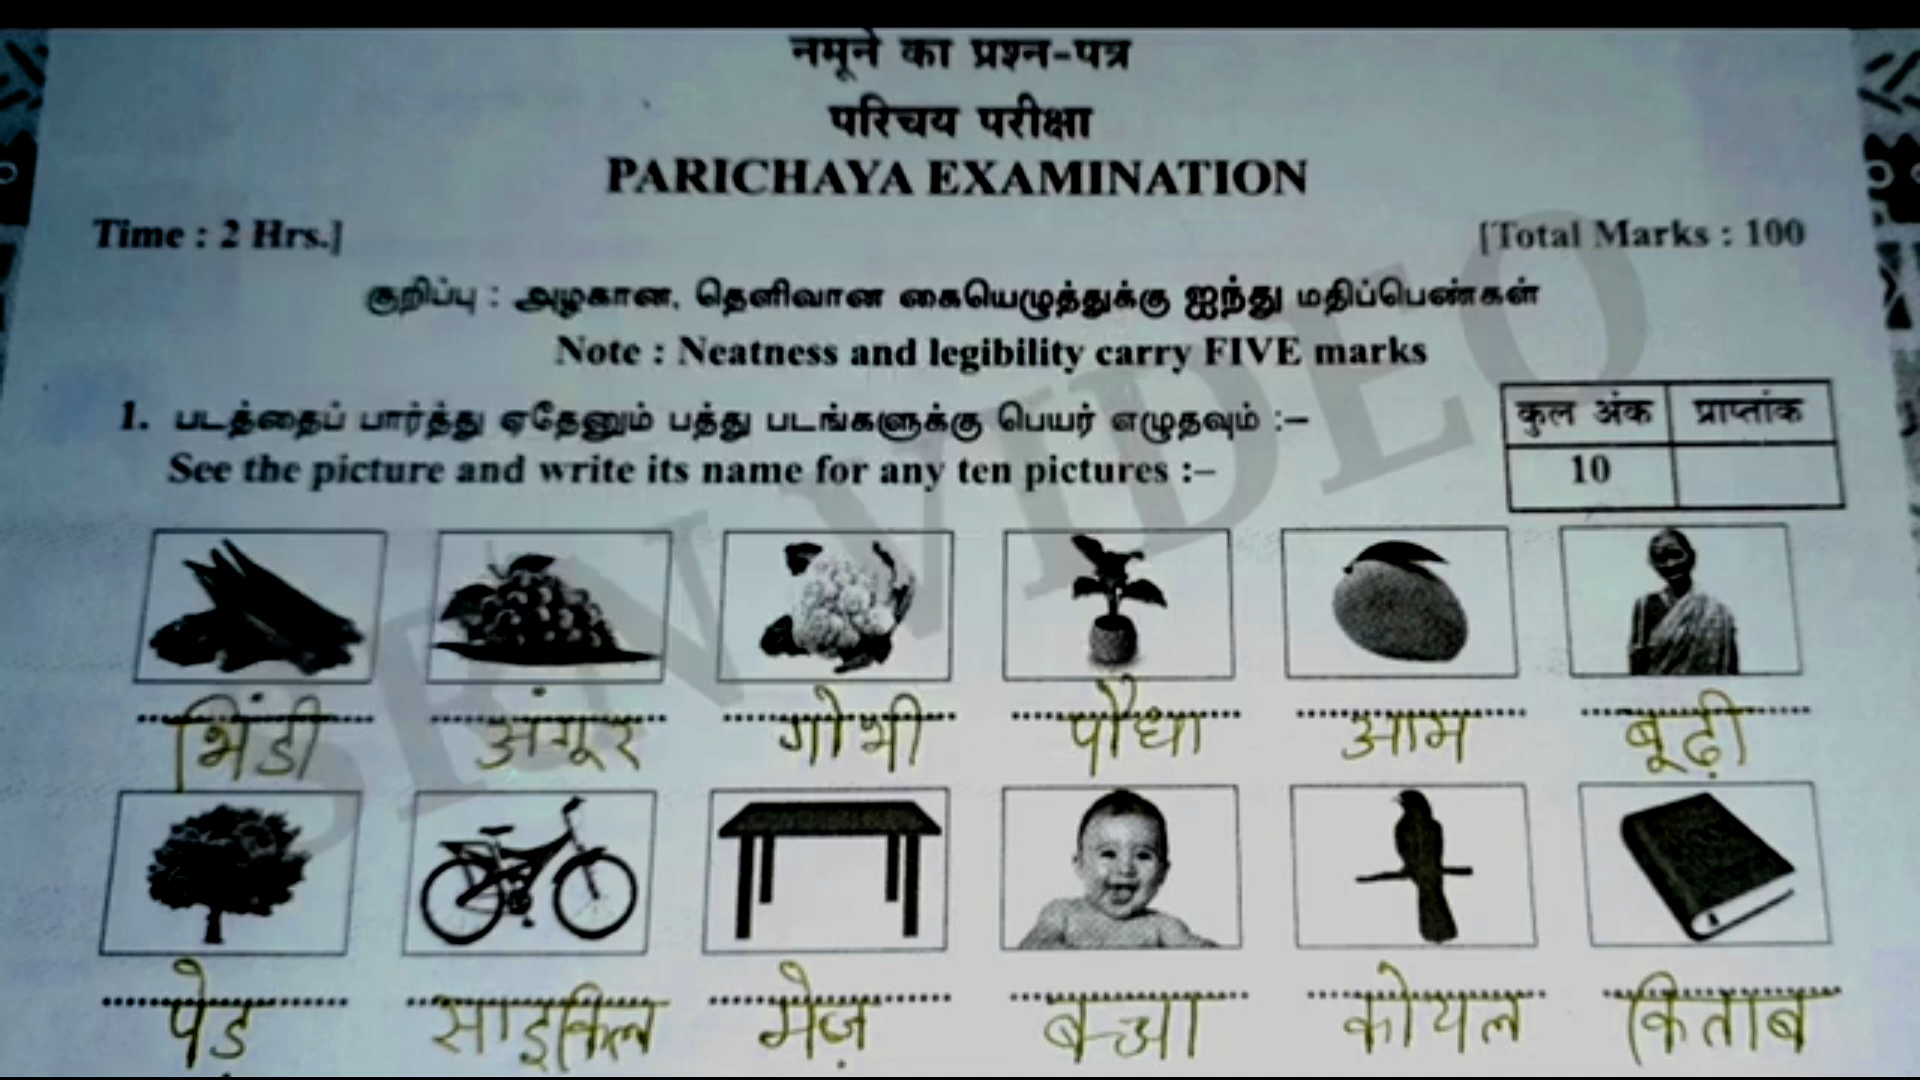 नमूने का प्रश्न-पत्र
परिचय परीक्षा
PARICHAYA EXAMINATION
Time : 2 Hrs.] [Total Marks : 100
குறிப்பு : அழகான, தெளிவான கையெழுத்துக்கு ஐந்து மதிப்பெண்கள்
Note : Neatness and legibility carry FIVE marks
1. படத்தைப் பார்த்து ஏதேனும் பத்து படங்களுக்கு பெயர் எழுதவும் :–
See the picture and write its name for any ten pictures :–
कुल अंक प्राप्तांक
10
भिंडी अंगूर गोभी पौधा आम बूढ़ी
पेड़ साइकिल मेज़ बच्चा कोयल किताब
SFN VIDEO